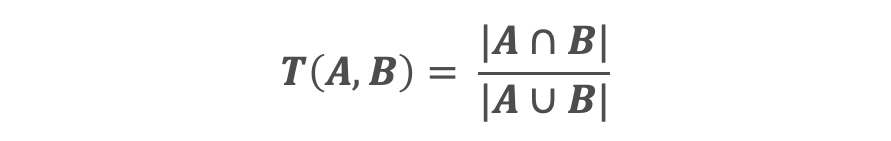 T(A, B) = |A ∩ B| / |A ∪ B|